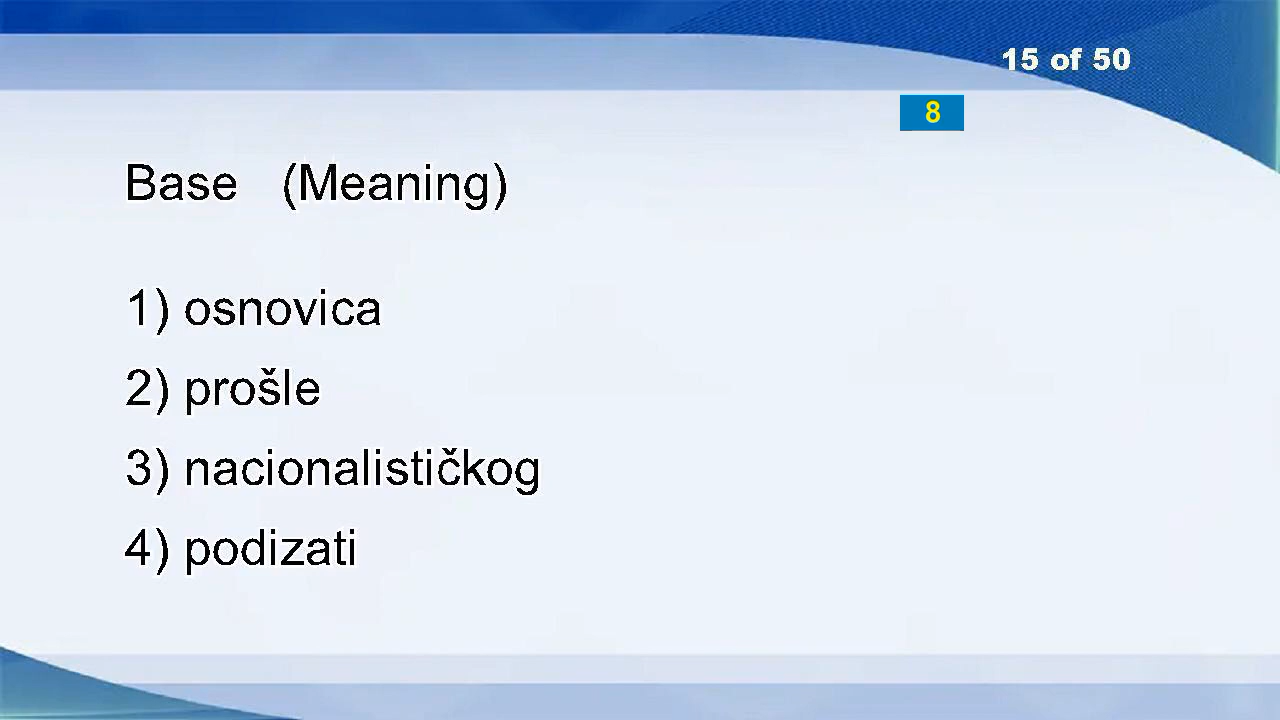 15 of 50
8
Base (Meaning)
1) osnovica
2) prošle
3) nacionalističkog
4) podizati